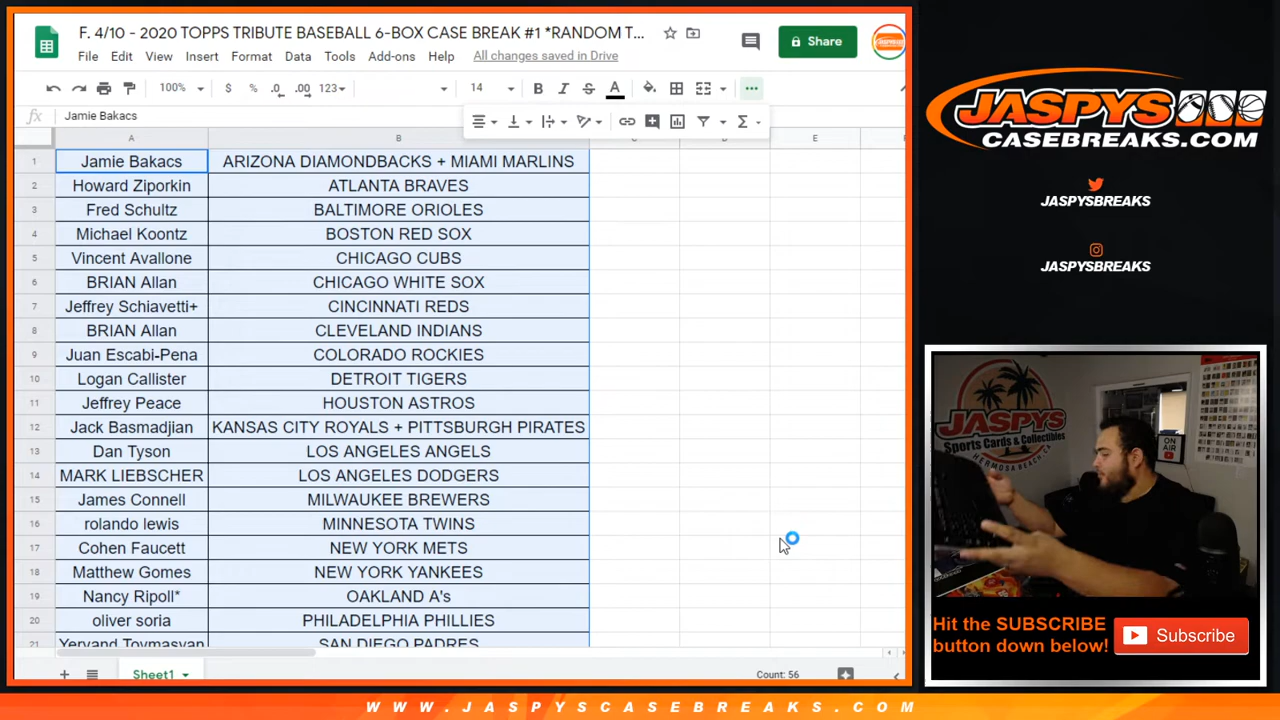 F. 4/10 - 2020 TOPPS TRIBUTE BASEBALL 6-BOX CASE BREAK #1 *RANDOM T...
Share
File Edit View Insert Format Data Tools Add-ons Help All changes saved in Drive
100% $ % .0 .00 123 14 B I S A
fx Jamie Bakacs
A B C D E F
1 Jamie Bakacs ARIZONA DIAMONDBACKS + MIAMI MARLINS
2 Howard Ziporkin ATLANTA BRAVES
3 Fred Schultz BALTIMORE ORIOLES
4 Michael Koontz BOSTON RED SOX
5 Vincent Avallone CHICAGO CUBS
6 BRIAN Allan CHICAGO WHITE SOX
7 Jeffrey Schiavetti+ CINCINNATI REDS
8 BRIAN Allan CLEVELAND INDIANS
9 Juan Escabi-Pena COLORADO ROCKIES
10 Logan Callister DETROIT TIGERS
11 Jeffrey Peace HOUSTON ASTROS
12 Jack Basmadjian KANSAS CITY ROYALS + PITTSBURGH PIRATES
13 Dan Tyson LOS ANGELES ANGELS
14 MARK LIEBSCHER LOS ANGELES DODGERS
15 James Connell MILWAUKEE BREWERS
16 rolando lewis MINNESOTA TWINS
17 Cohen Faucett NEW YORK METS
18 Matthew Gomes NEW YORK YANKEES
19 Nancy Ripoll* OAKLAND A's
20 oliver soria PHILADELPHIA PHILLIES
21 Yervand Tovmasyan SAN DIEGO PADRES
Sheet1 Count: 56
JASPYS
CASEBREAKS.COM
JASPYSBREAKS
JASPYSBREAKS
JASPYS
Sports Cards & Collectibles
HERMOSA BEACH, CA
ON AIR
Hit the SUBSCRIBE
button down below!
Subscribe
WWW.JASPYSCASEBREAKS.COM